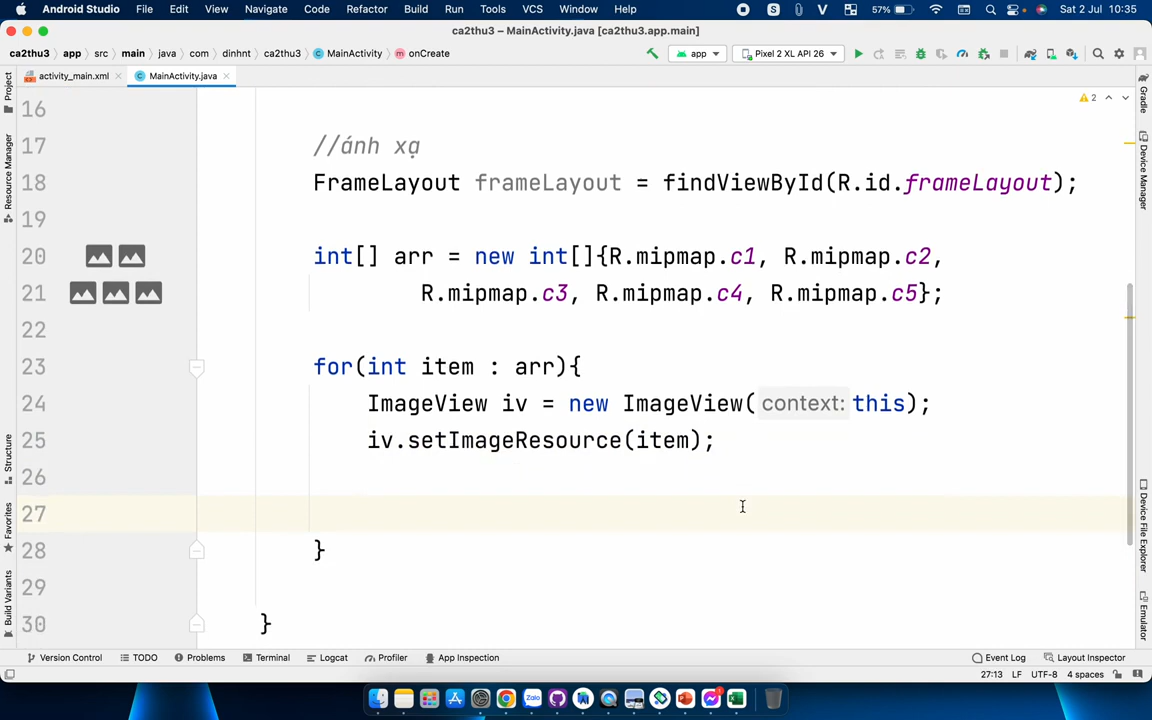 Android Studio File Edit View Navigate Code Refactor Build Run Tools VCS Window Help 57% Sat 2 Jul 10:35
ca2thu3 – MainActivity.java [ca2thu3.app.main]
ca2thu3 app src main java com dinhnt ca2thu3 MainActivity onCreate app Pixel 2 XL API 26
activity_main.xml MainActivity.java
2
16
17 //ánh xạ
18 FrameLayout frameLayout = findViewById(R.id.frameLayout);
19
20 int[] arr = new int[]{R.mipmap.c1, R.mipmap.c2,
21 R.mipmap.c3, R.mipmap.c4, R.mipmap.c5};
22
23 for(int item : arr){
24 ImageView iv = new ImageView( context: this);
25 iv.setImageResource(item);
26
27
28 }
29
30 }
Project
Resource Manager
Structure
Favorites
Build Variants
Gradle
Device Manager
Device File Explorer
Emulator
Version Control TODO Problems Terminal Logcat Profiler App Inspection Event Log Layout Inspector
27:13 LF UTF-8 4 spaces
Zalo